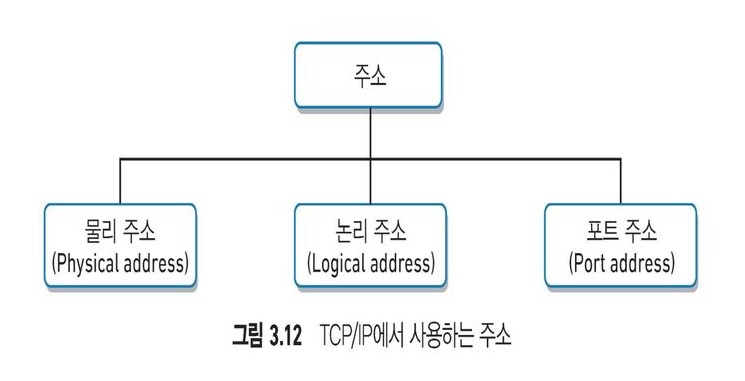 주소
물리 주소
(Physical address)
논리 주소
(Logical address)
포트 주소
(Port address)
그림 3.12 TCP/IP에서 사용하는 주소